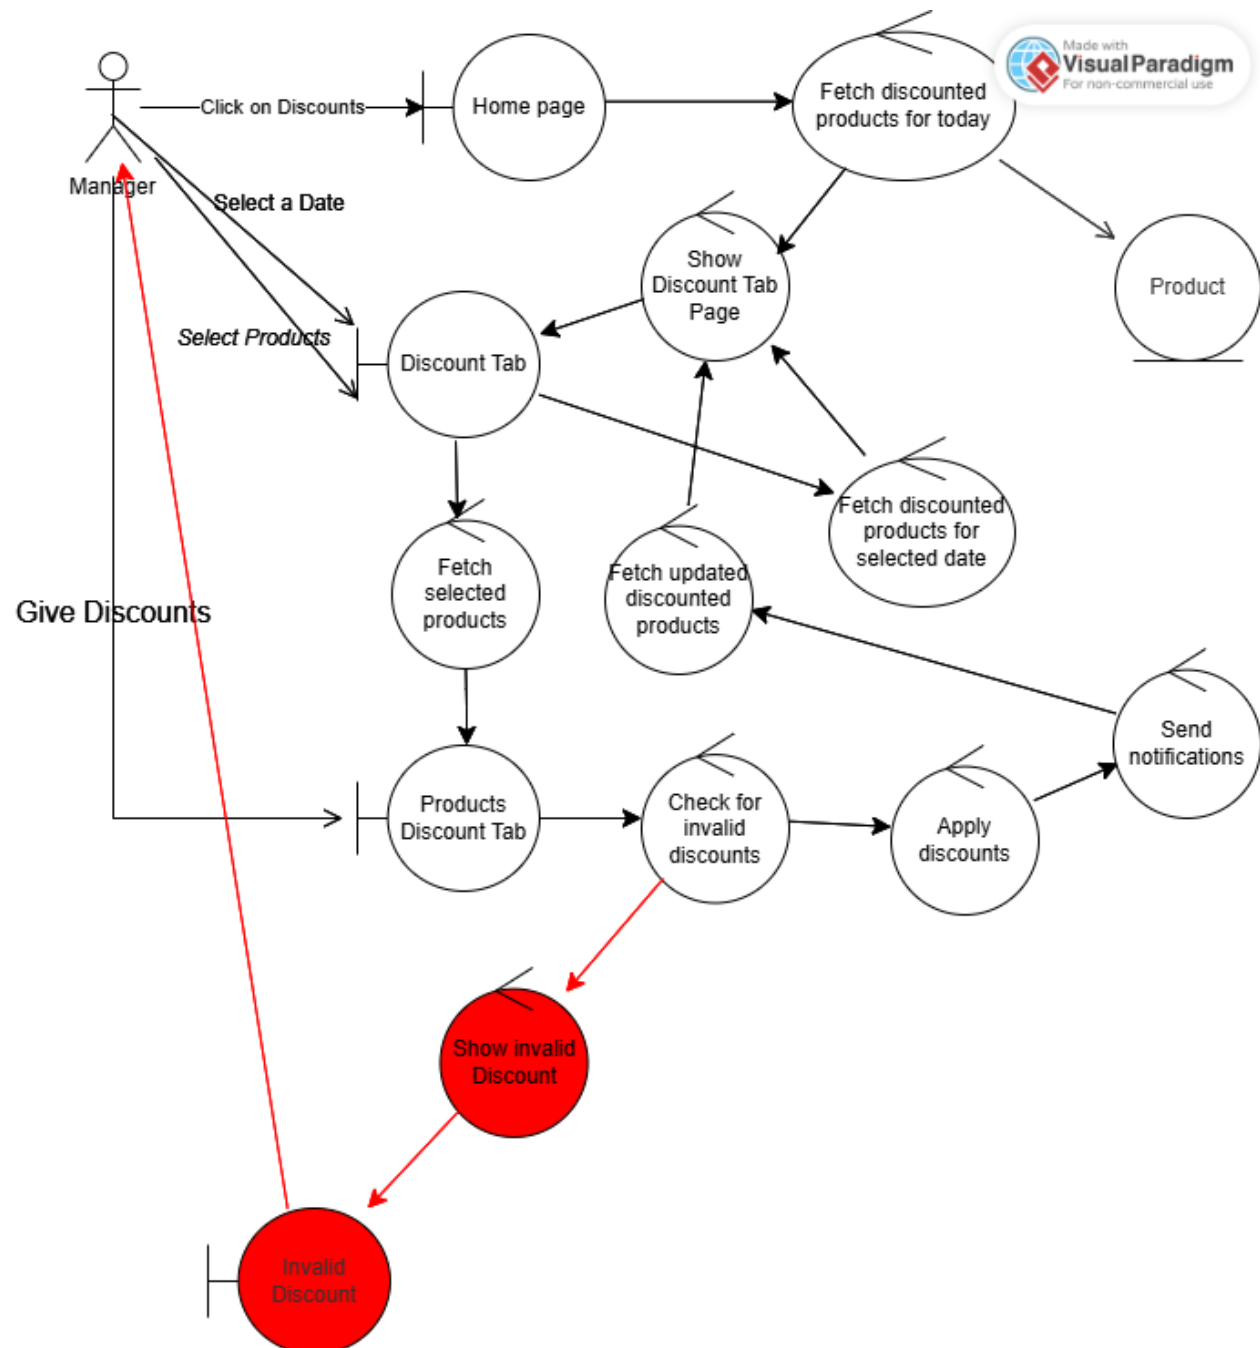 Made with
Visual Paradigm
For non-commercial use
Click on Discounts
Home page
Fetch discounted
products for today
Manager
Select a Date
Show
Discount Tab
Page
Product
Select Products
Discount Tab
Fetch discounted
products for
selected date
Fetch
selected
products
Fetch updated
discounted
products
Give Discounts
Send
notifications
Products
Discount Tab
Check for
invalid
discounts
Apply
discounts
Show invalid
Discount
Invalid
Discount